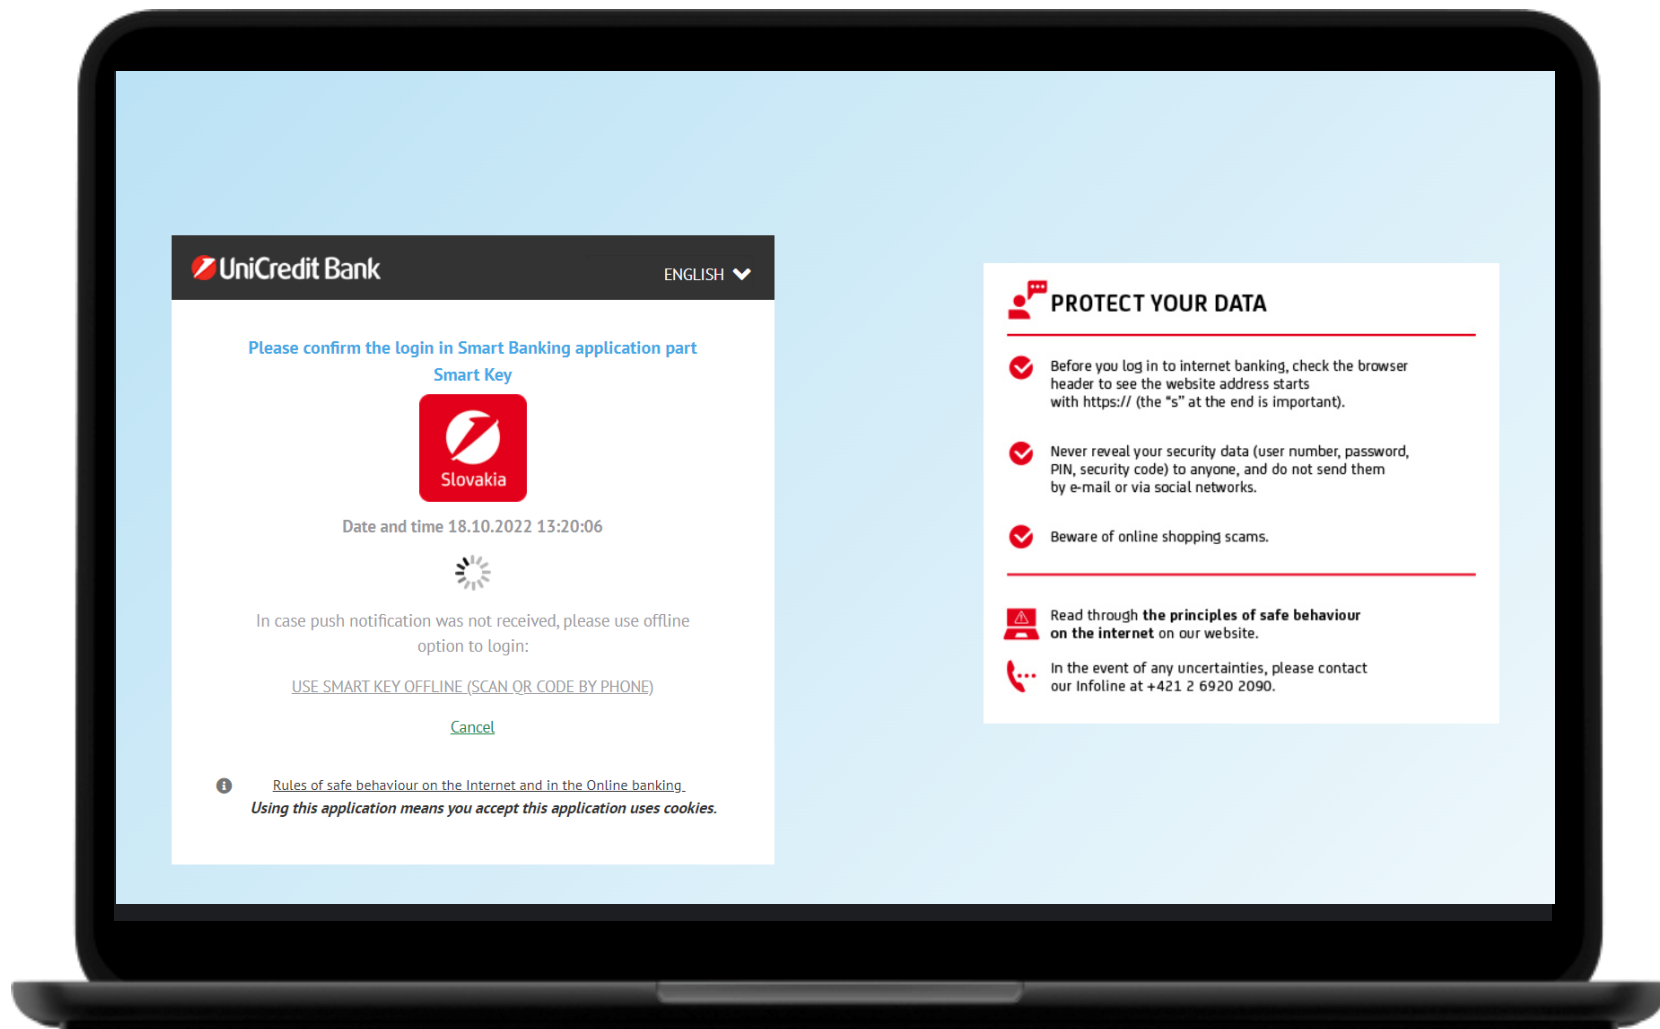 UniCredit Bank
ENGLISH
Please confirm the login in Smart Banking application part
Smart Key
Slovakia
Date and time 18.10.2022 13:20:06
In case push notification was not received, please use offline
option to login:
USE SMART KEY OFFLINE (SCAN QR CODE BY PHONE)
Cancel
Rules of safe behaviour on the Internet and in the Online banking
Using this application means you accept this application uses cookies.
PROTECT YOUR DATA
Before you log in to internet banking, check the browser
header to see the website address starts
with https:// (the “s” at the end is important).
Never reveal your security data (user number, password,
PIN, security code) to anyone, and do not send them
by e-mail or via social networks.
Beware of online shopping scams.
Read through the principles of safe behaviour
on the internet on our website.
In the event of any uncertainties, please contact
our Infoline at +421 2 6920 2090.